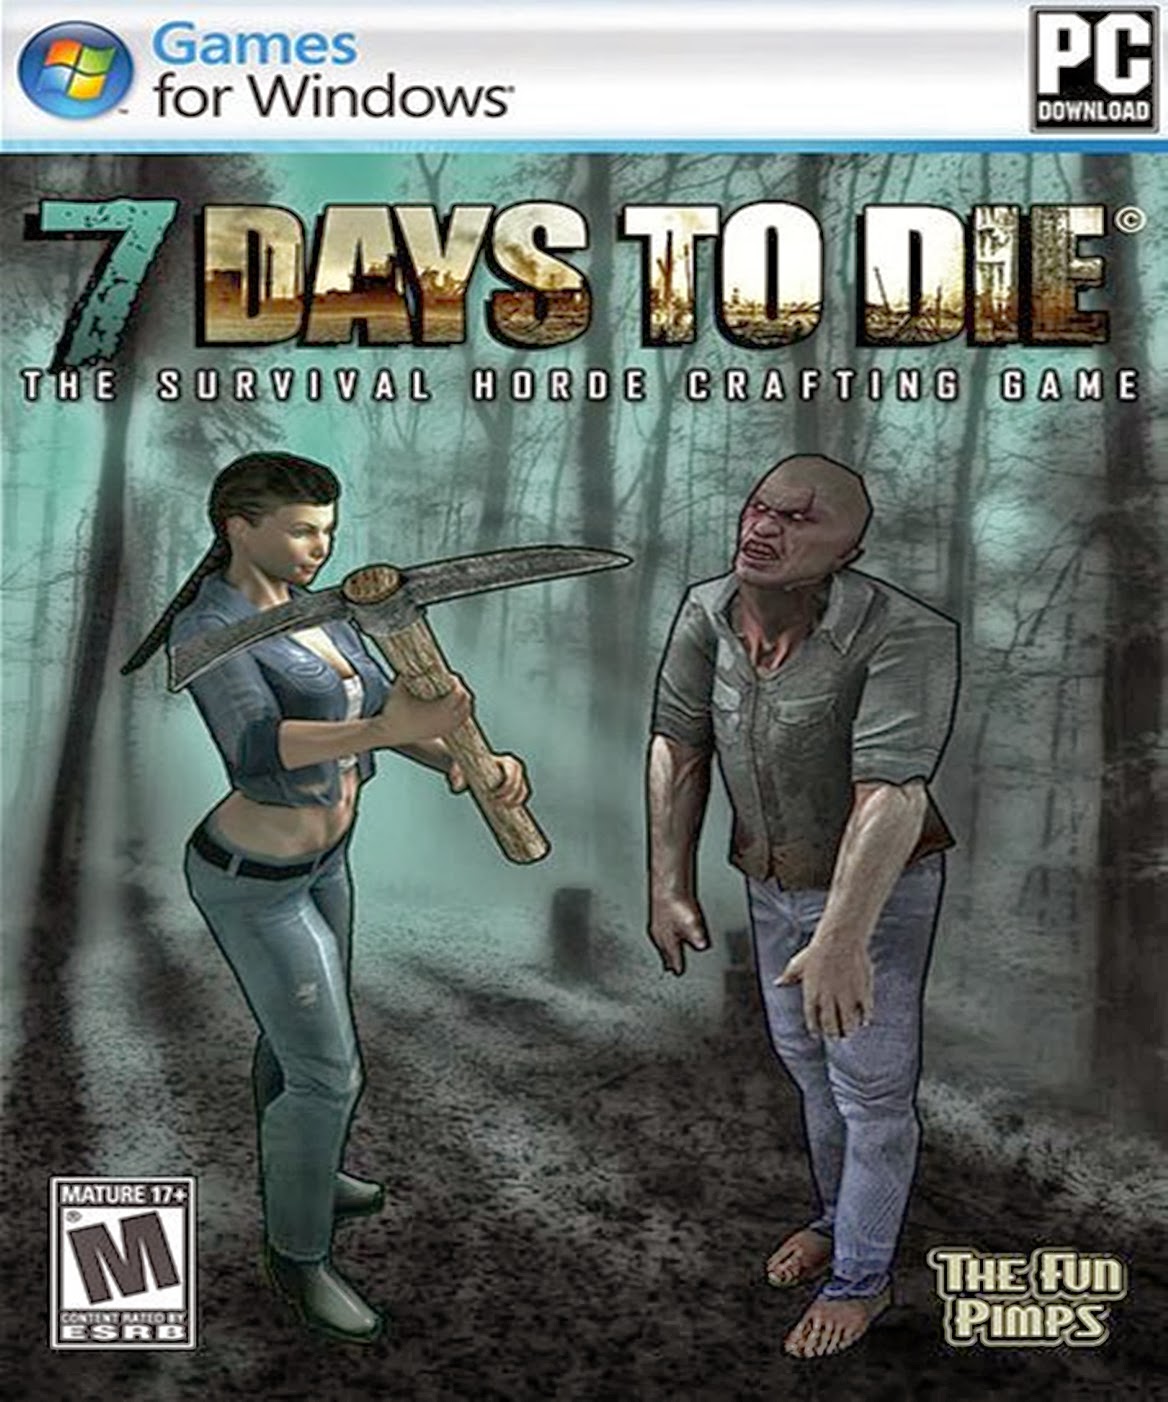 Games
for Windows
PC
DOWNLOAD
7 DAYS TO DIE©
THE SURVIVAL HORDE CRAFTING GAME
MATURE 17+
M®
CONTENT RATED BY
ESRB
THE FUN
PIMPS